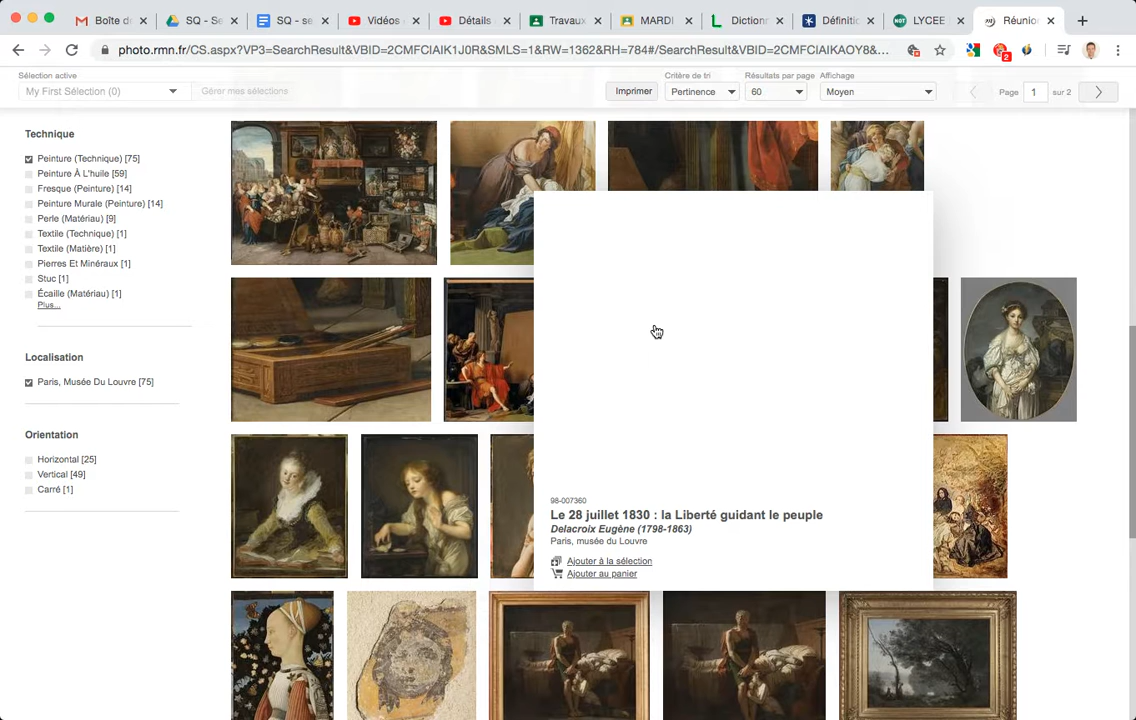 Boîte de
SQ - Se
SQ - se
Vidéos
Détails
Travaux
MARDI
Dictionn
Définitio
LYCEE
Réunio
photo.rmn.fr/CS.aspx?VP3=SearchResult&VBID=2CMFCIAIK1J0R&SMLS=1&RW=1362&RH=784#/SearchResult&VBID=2CMFCIAIKAOY8&...
2
Sélection active
My First Sélection (0)
Gérer mes sélections
Imprimer
Critère de tri
Pertinence
Résultats par page
60
Affichage
Moyen
Page 1 sur 2
Technique
Peinture (Technique) [75]
Peinture À L'huile [59]
Fresque (Peinture) [14]
Peinture Murale (Peinture) [14]
Perle (Matériau) [9]
Textile (Technique) [1]
Textile (Matière) [1]
Pierres Et Minéraux [1]
Stuc [1]
Écaille (Matériau) [1]
Plus...
Localisation
Paris, Musée Du Louvre [75]
Orientation
Horizontal [25]
Vertical [49]
Carré [1]
98-007360
Le 28 juillet 1830 : la Liberté guidant le peuple
Delacroix Eugène (1798-1863)
Paris, musée du Louvre
Ajouter à la sélection
Ajouter au panier